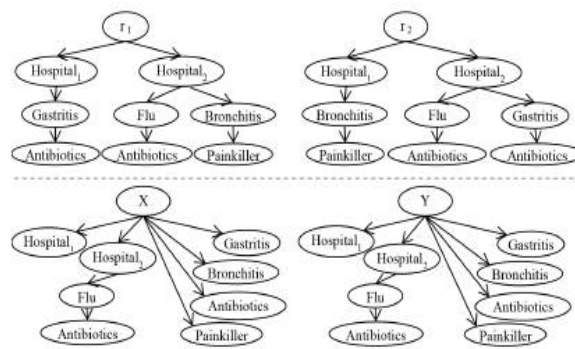 r1 r2
Hospital1 Hospital2 Hospital1 Hospital2
Gastritis Flu Bronchitis Bronchitis Flu Gastritis
Antibiotics Antibiotics Painkiller Painkiller Antibiotics Antibiotics
X Y
Hospital1 Gastritis Hospital1 Gastritis
Hospital2 Bronchitis Hospital2 Bronchitis
Flu Antibiotics Flu Antibiotics
Antibiotics Painkiller Antibiotics Painkiller